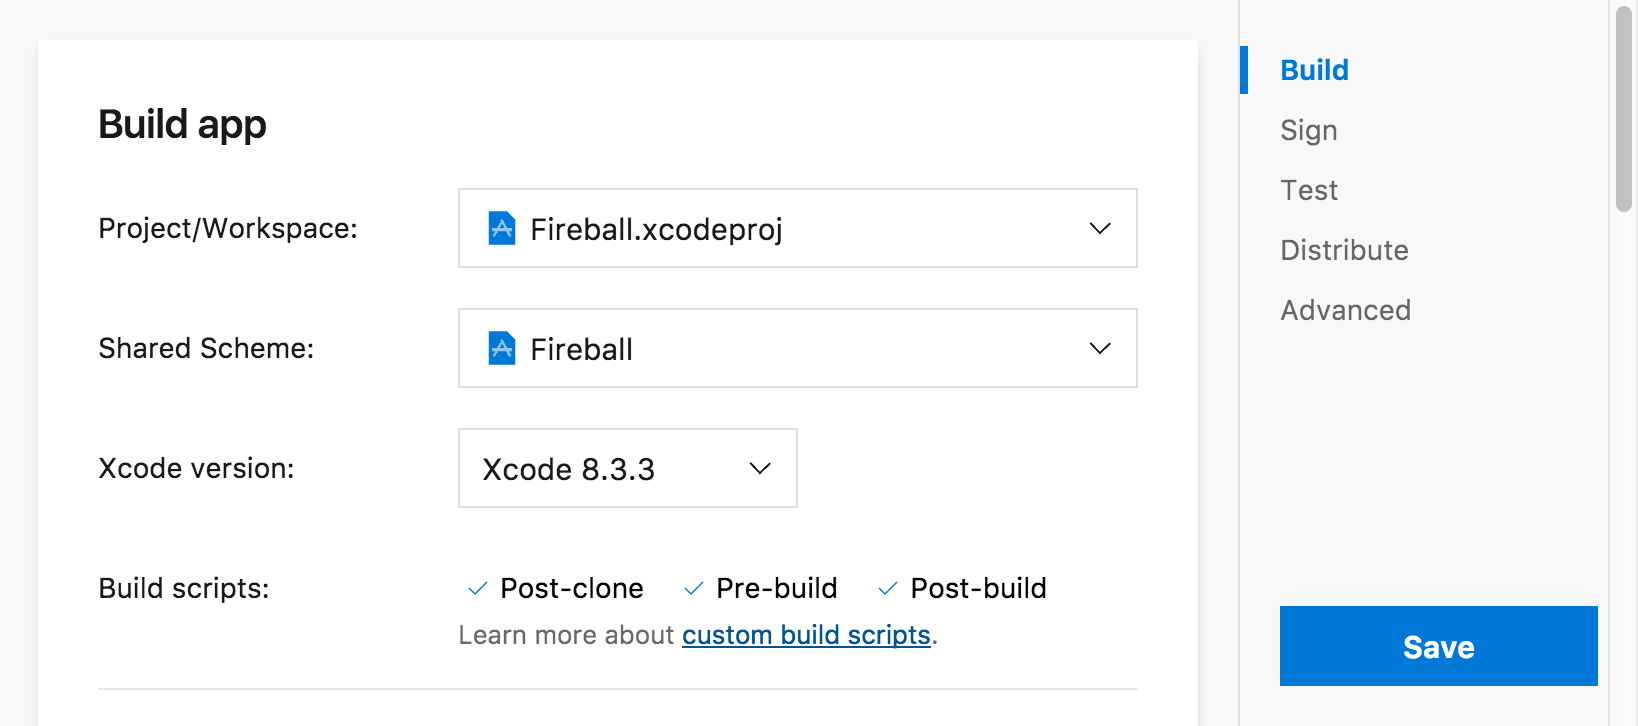 Build app
Project/Workspace:
Fireball.xcodeproj
Shared Scheme:
Fireball
Xcode version:
Xcode 8.3.3
Build scripts:
Post-clone
Pre-build
Post-build
Learn more about custom build scripts.
Build
Sign
Test
Distribute
Advanced
Save